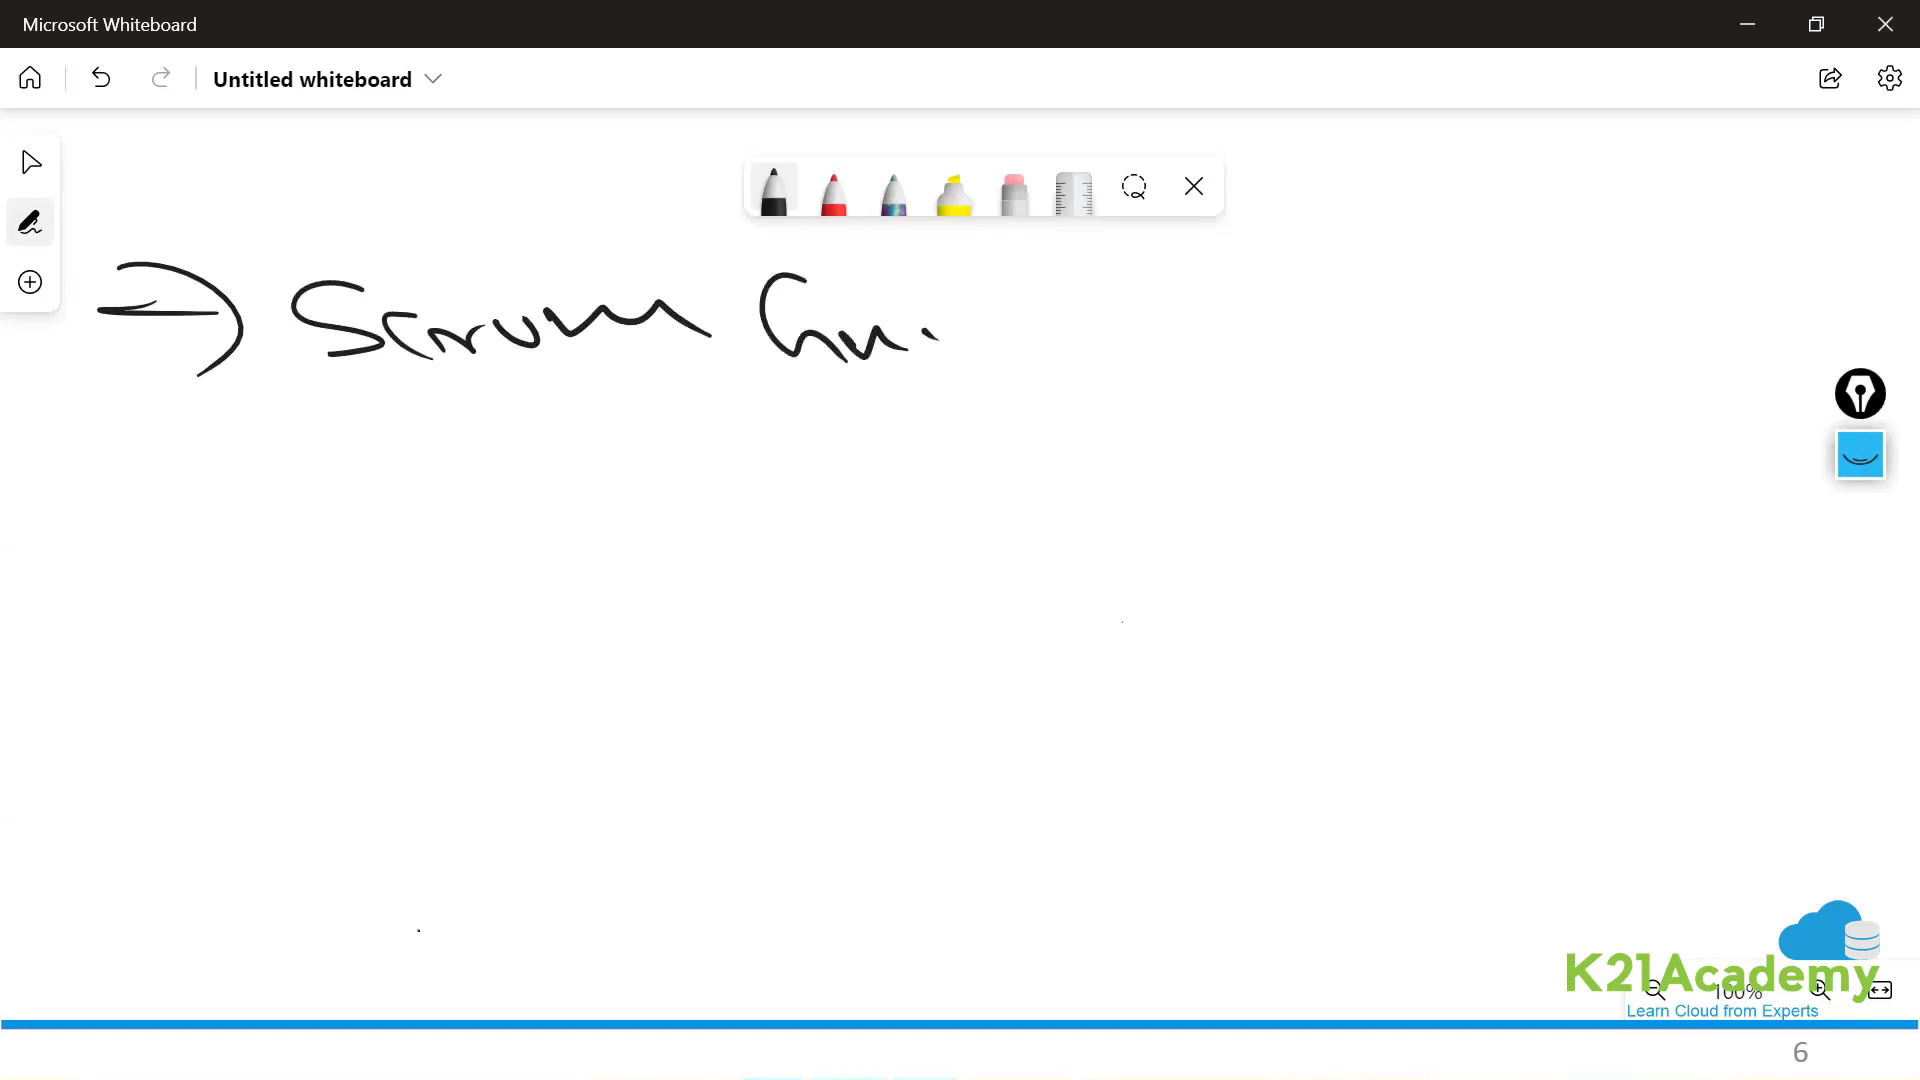 Microsoft Whiteboard
Untitled whiteboard
Scrum
K21Academy
100%
Learn Cloud from Experts
6